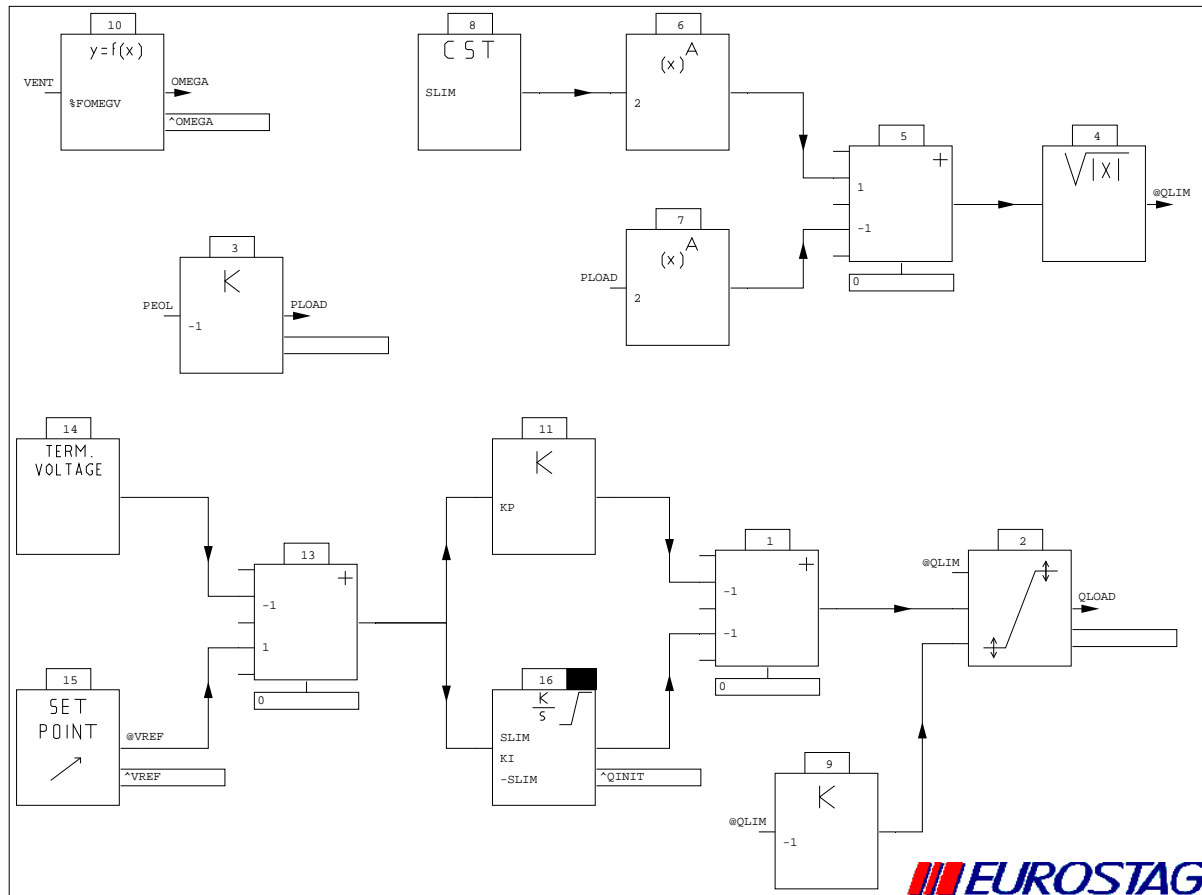 10
y=f(x)
VENT
%FOMEGV
OMEGA
^OMEGA
8
CST
SLIM
6
(x)^A
2
5
+
1
-1
0
4
√|X|
@QLIM
7
(x)^A
PLOAD
2
3
K
PEOL
-1
PLOAD
14
TERM.
VOLTAGE
11
K
KP
13
+
-1
1
0
1
+
-1
-1
0
2
@QLIM
QLOAD
15
SET
POINT
@VREF
^VREF
16
K
S
SLIM
KI
-SLIM
^QINIT
9
K
@QLIM
-1
EUROSTAG